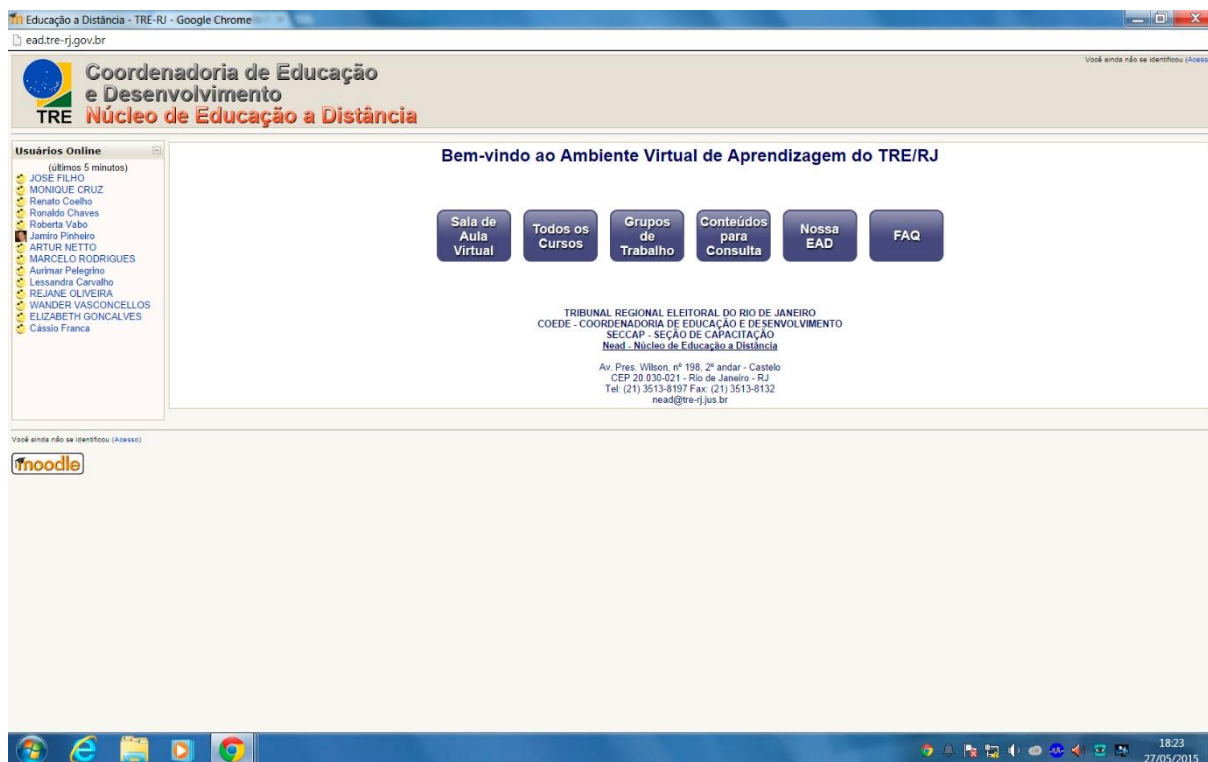 Educação a Distância - TRE-RJ - Google Chrome
ead.tre-rj.gov.br
Você ainda não se identificou (Acess
Coordenadoria de Educação
e Desenvolvimento
TRE Núcleo de Educação a Distância
Usuários Online
(últimos 5 minutos)
JOSÉ FILHO
MONIQUE CRUZ
Renato Coelho
Ronaldo Chaves
Roberta Vabo
Jamiro Pinheiro
ARTUR NETTO
MARCELO RODRIGUES
Aurimar Pelegrino
Lessandra Carvalho
REJANE OLIVEIRA
WANDER VASCONCELLOS
ELIZABETH GONCALVES
Cássio Franca
Bem-vindo ao Ambiente Virtual de Aprendizagem do TRE/RJ
Sala de
Aula
Virtual
Todos os
Cursos
Grupos
de
Trabalho
Conteúdos
para
Consulta
Nossa
EAD
FAQ
TRIBUNAL REGIONAL ELEITORAL DO RIO DE JANEIRO
COEDE - COORDENADORIA DE EDUCAÇÃO E DESENVOLVIMENTO
SECCAP - SEÇÃO DE CAPACITAÇÃO
Nead - Núcleo de Educação a Distância
Av. Pres. Wilson, nº 198, 2º andar - Castelo
CEP 20.030-021 - Rio de Janeiro - RJ
Tel: (21) 3513-8197 Fax: (21) 3513-8132
nead@tre-rj.jus.br
Você ainda não se identificou (Acesso)
moodle
18:23
27/05/2015